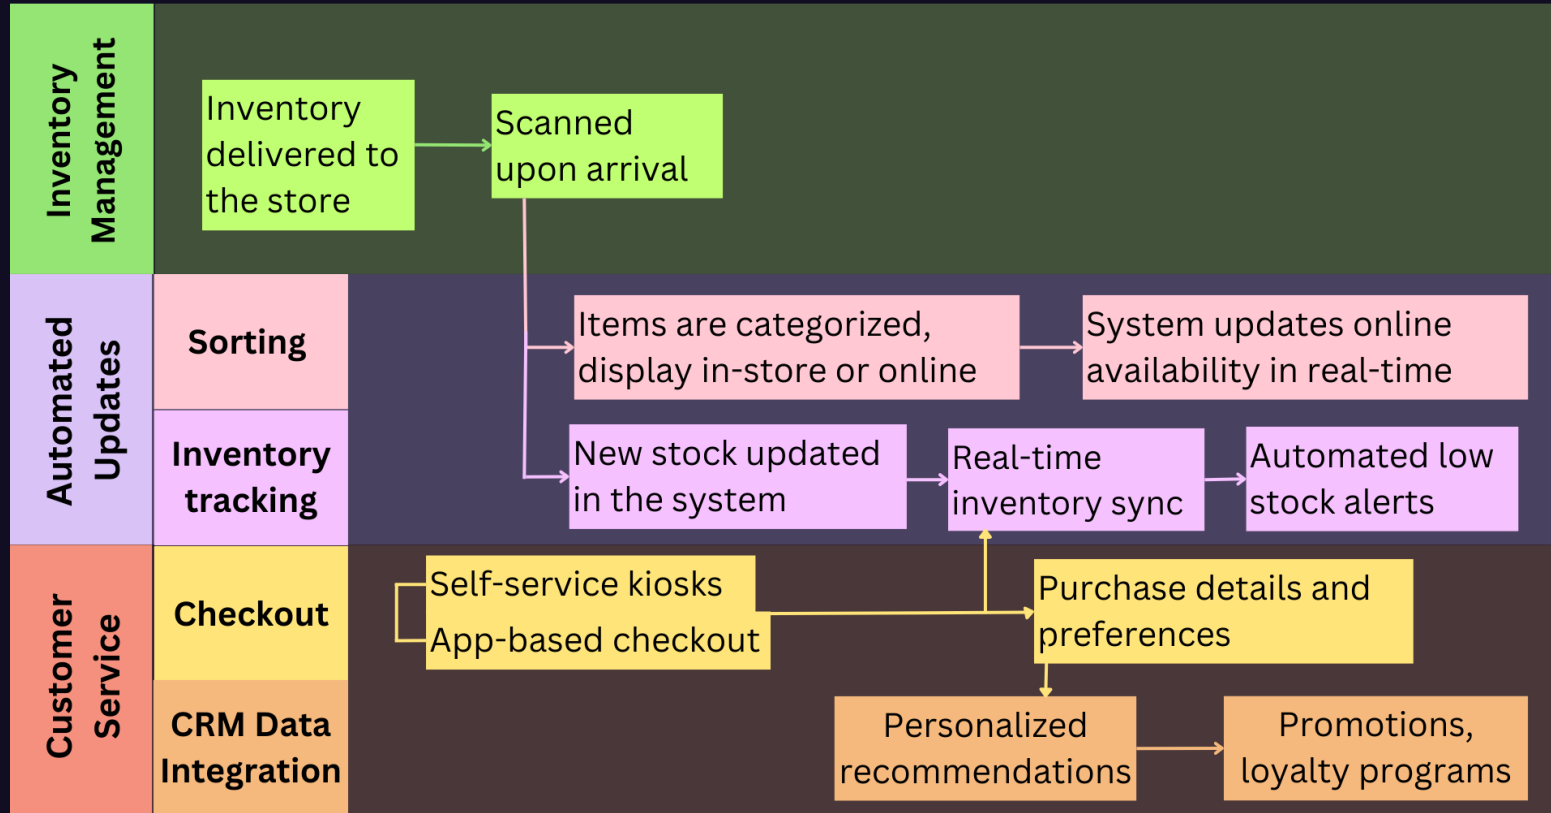 Inventory
Management
Inventory
delivered to
the store
Scanned
upon arrival
Automated
Updates
Sorting
Items are categorized,
display in-store or online
System updates online
availability in real-time
Inventory
tracking
New stock updated
in the system
Real-time
inventory sync
Automated low
stock alerts
Customer
Service
Checkout
Self-service kiosks
App-based checkout
Purchase details and
preferences
CRM Data
Integration
Personalized
recommendations
Promotions,
loyalty programs